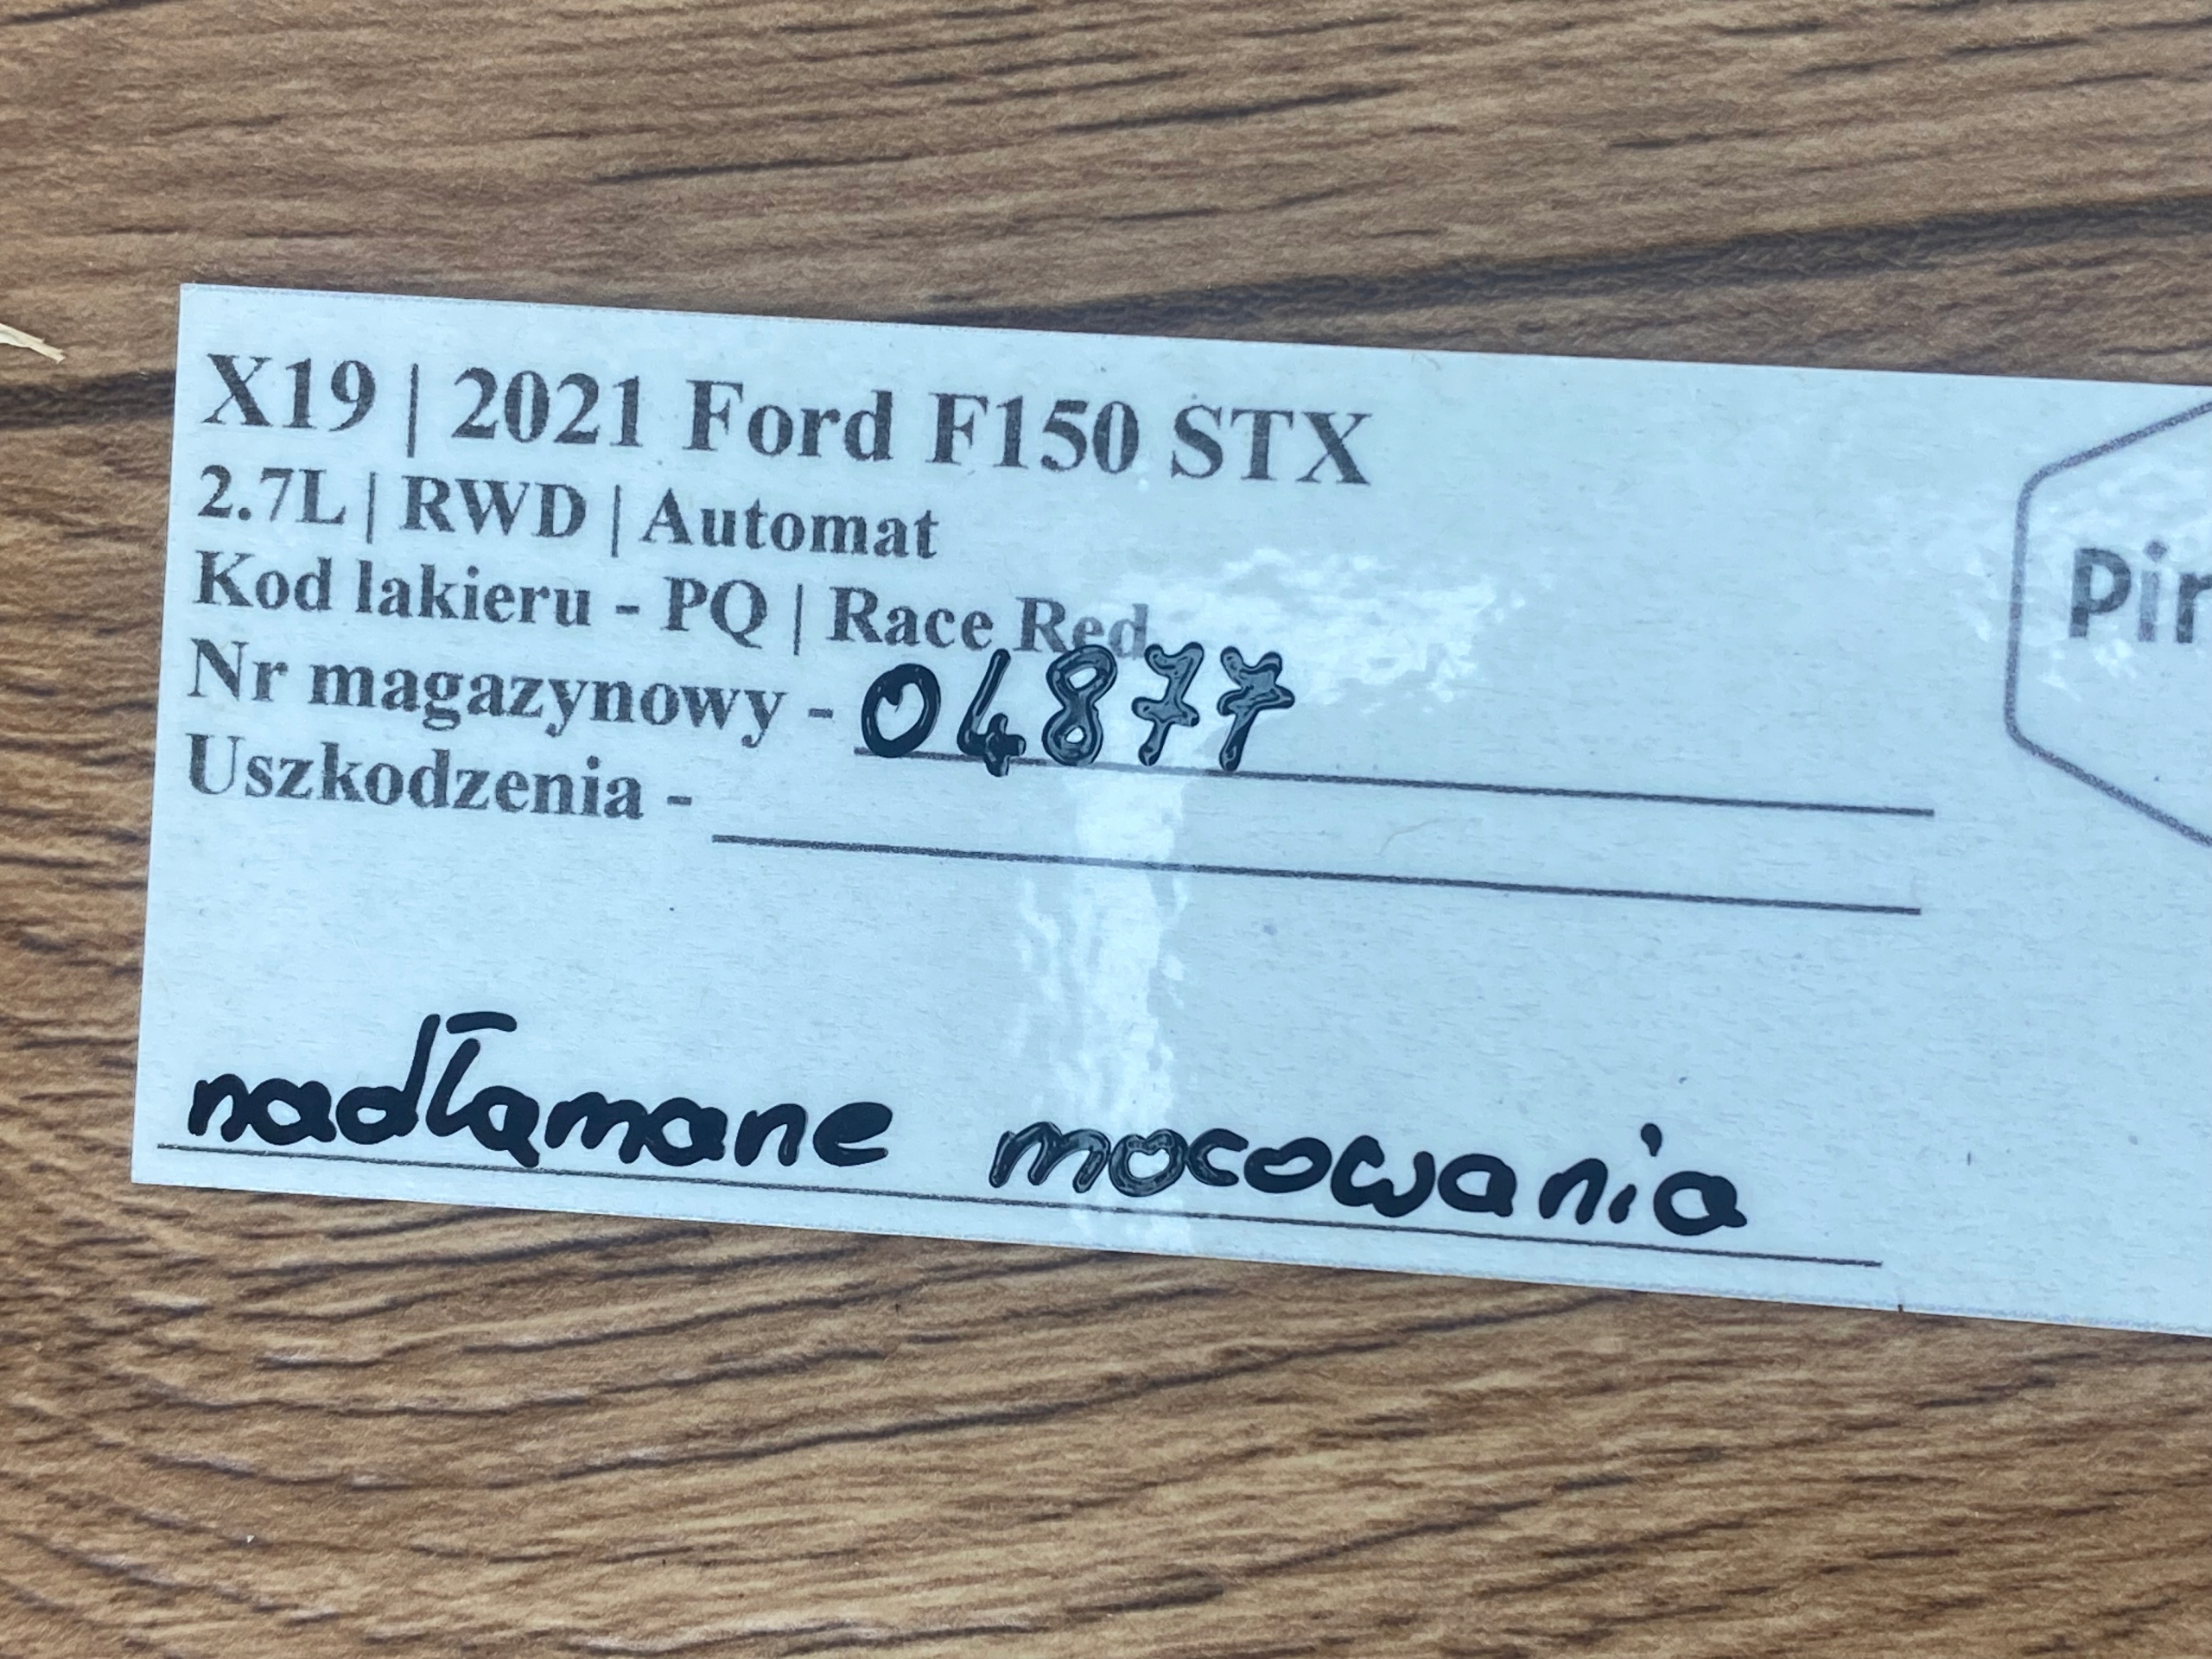 X19 | 2021 Ford F150 STX
2.7L | RWD | Automat
Kod lakieru - PQ | Race Red
Nr magazynowy - 04877
Uszkodzenia -
nadłamane mocowania